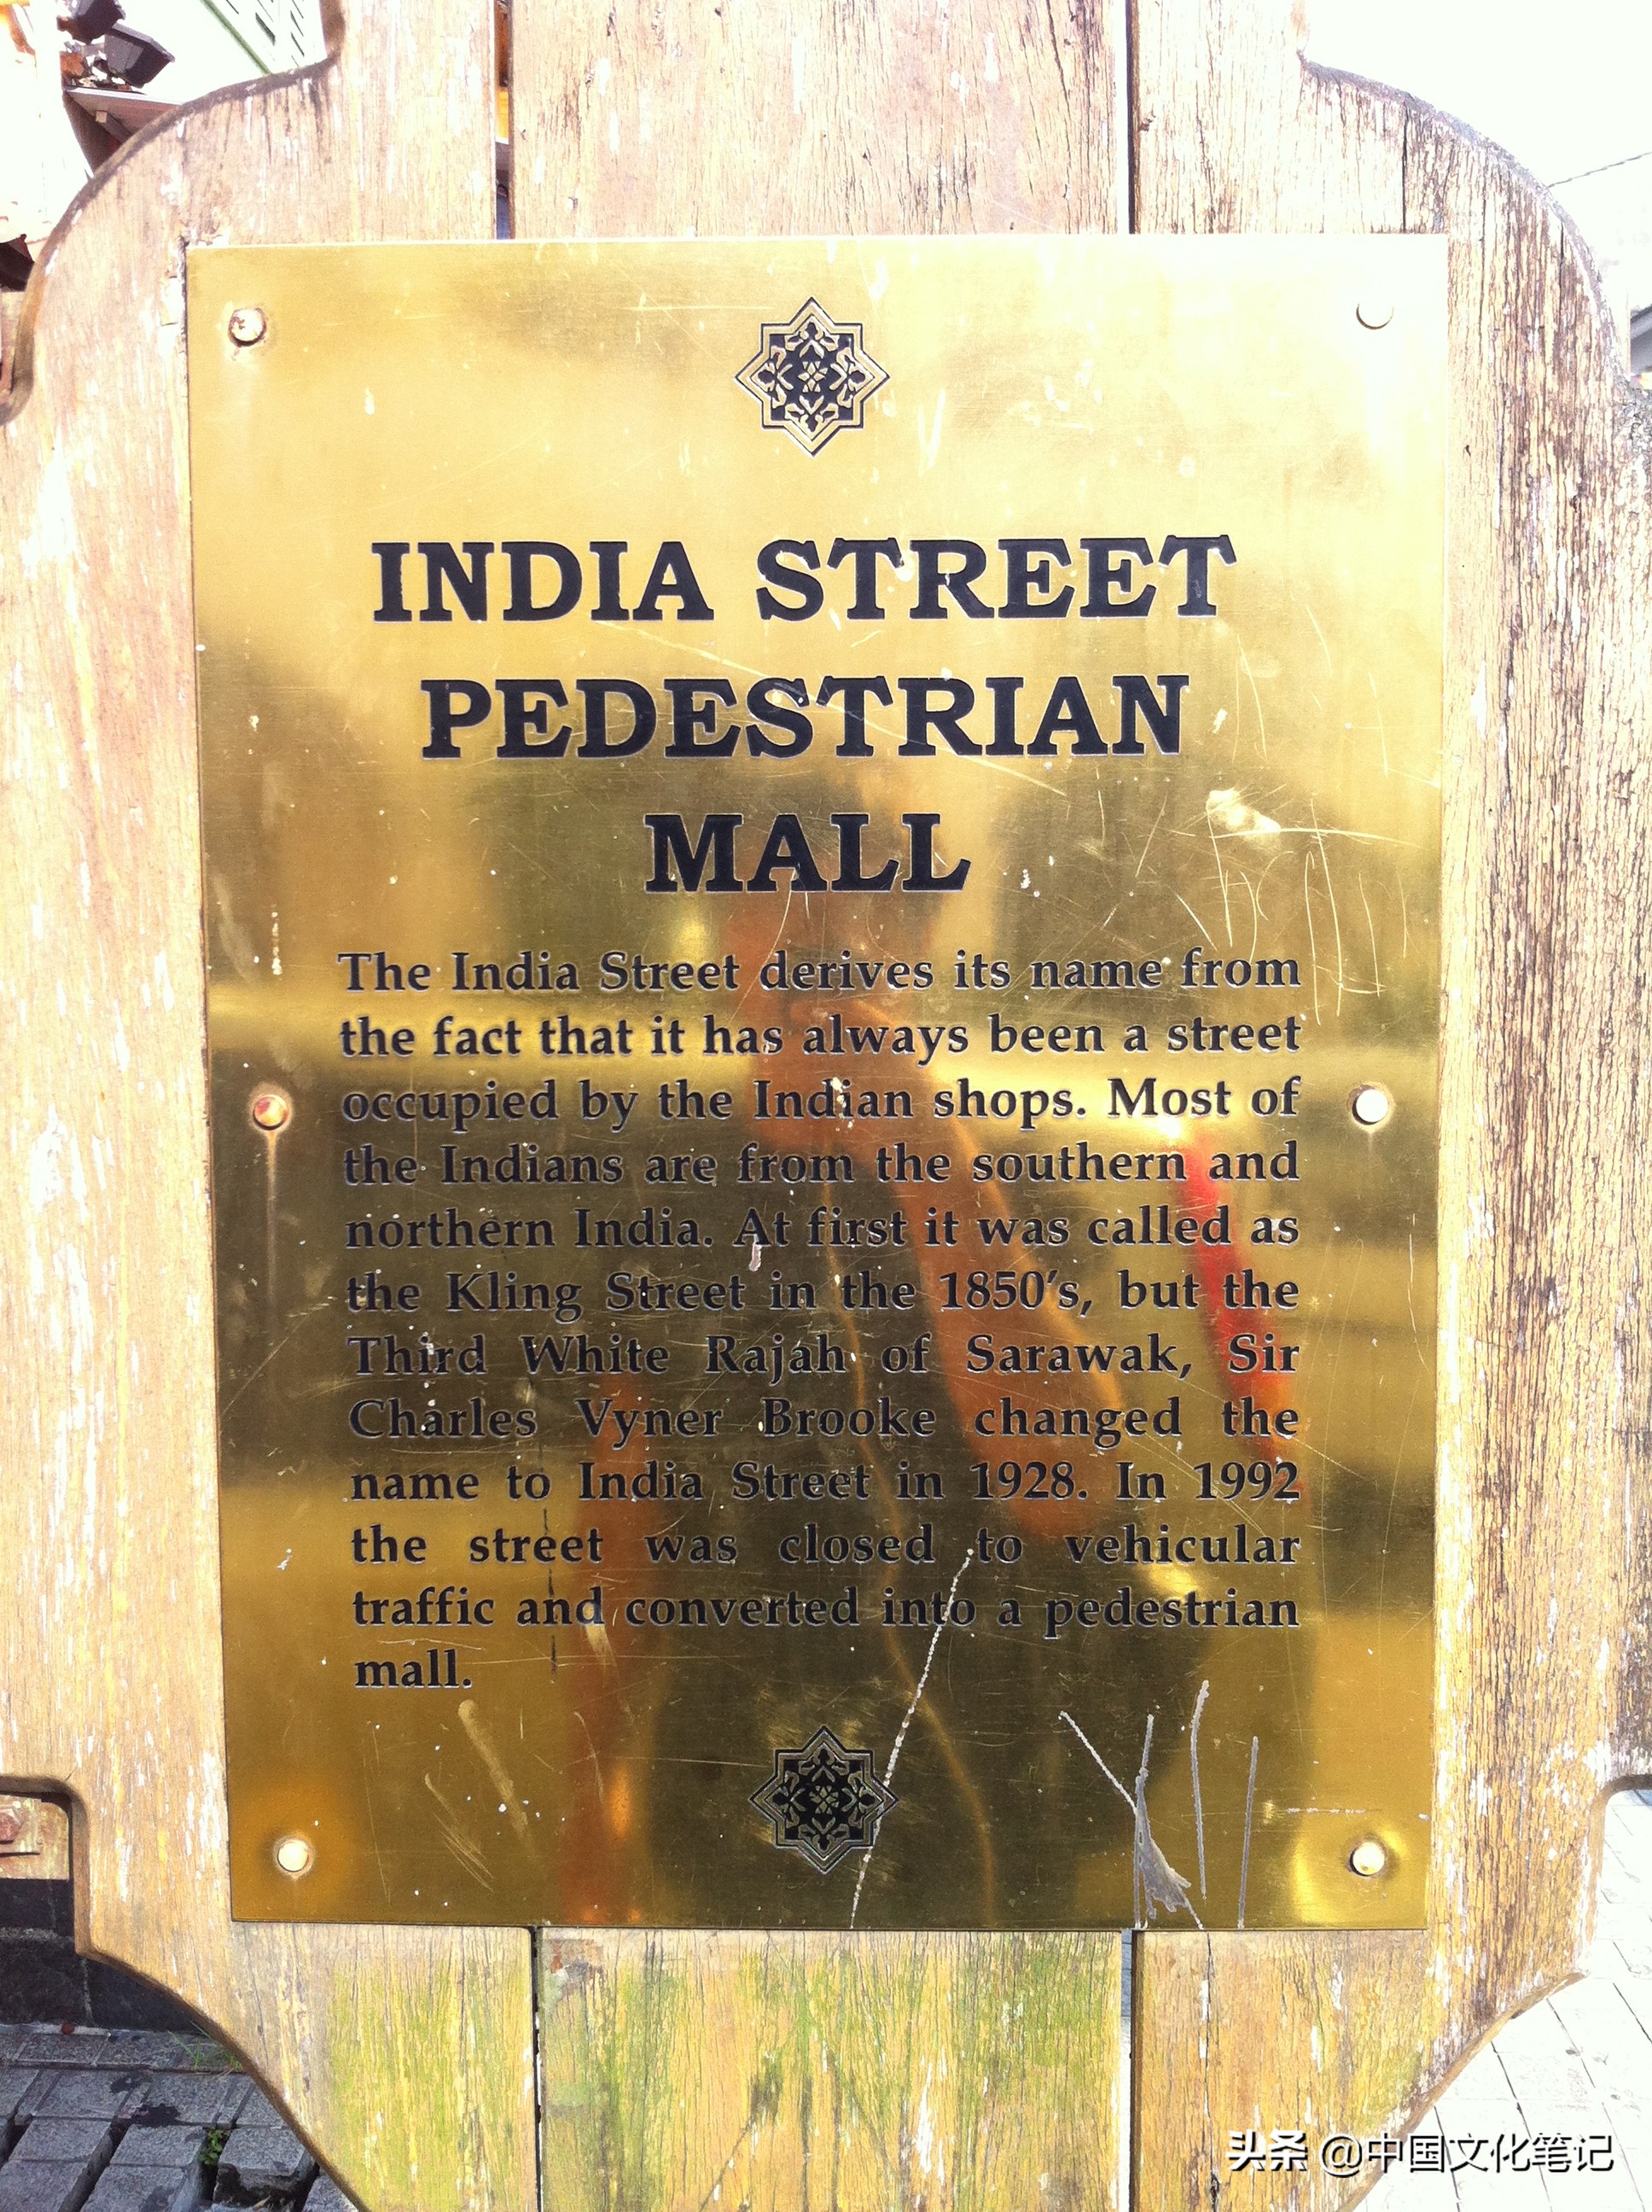 INDIA STREET
PEDESTRIAN
MALL
The India Street derives its name from
the fact that it has always been a street
occupied by the Indian shops. Most of
the Indians are from the southern and
northern India. At first it was called as
the Kling Street in the 1850's, but the
Third White Rajah of Sarawak, Sir
Charles Vyner Brooke changed the
name to India Street in 1928. In 1992
the street was closed to vehicular
traffic and converted into a pedestrian
mall.
头条 @中国文化笔记